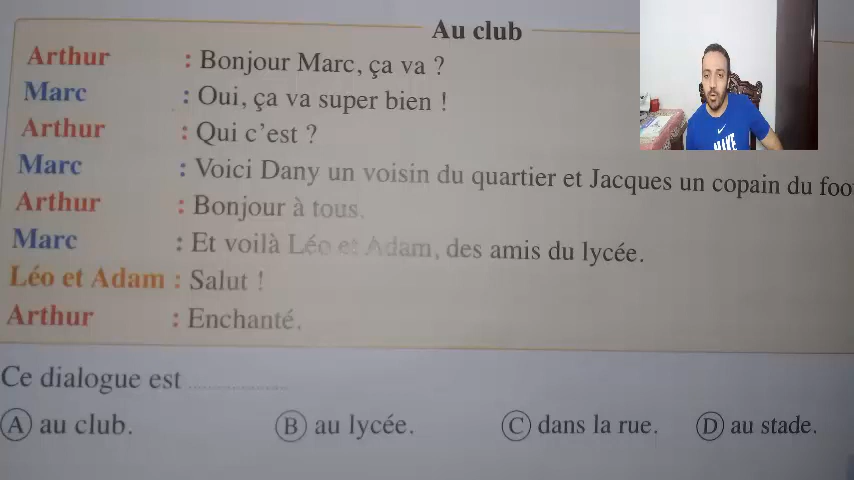 Au club
Arthur : Bonjour Marc, ça va ?
Marc : Oui, ça va super bien !
Arthur : Qui c'est ?
Marc : Voici Dany un voisin du quartier et Jacques un copain du foo
Arthur : Bonjour à tous.
Marc : Et voilà Léo et Adam, des amis du lycée.
Léo et Adam : Salut !
Arthur : Enchanté.
Ce dialogue est ..............
A au club. B au lycée. C dans la rue. D au stade.
NIKE